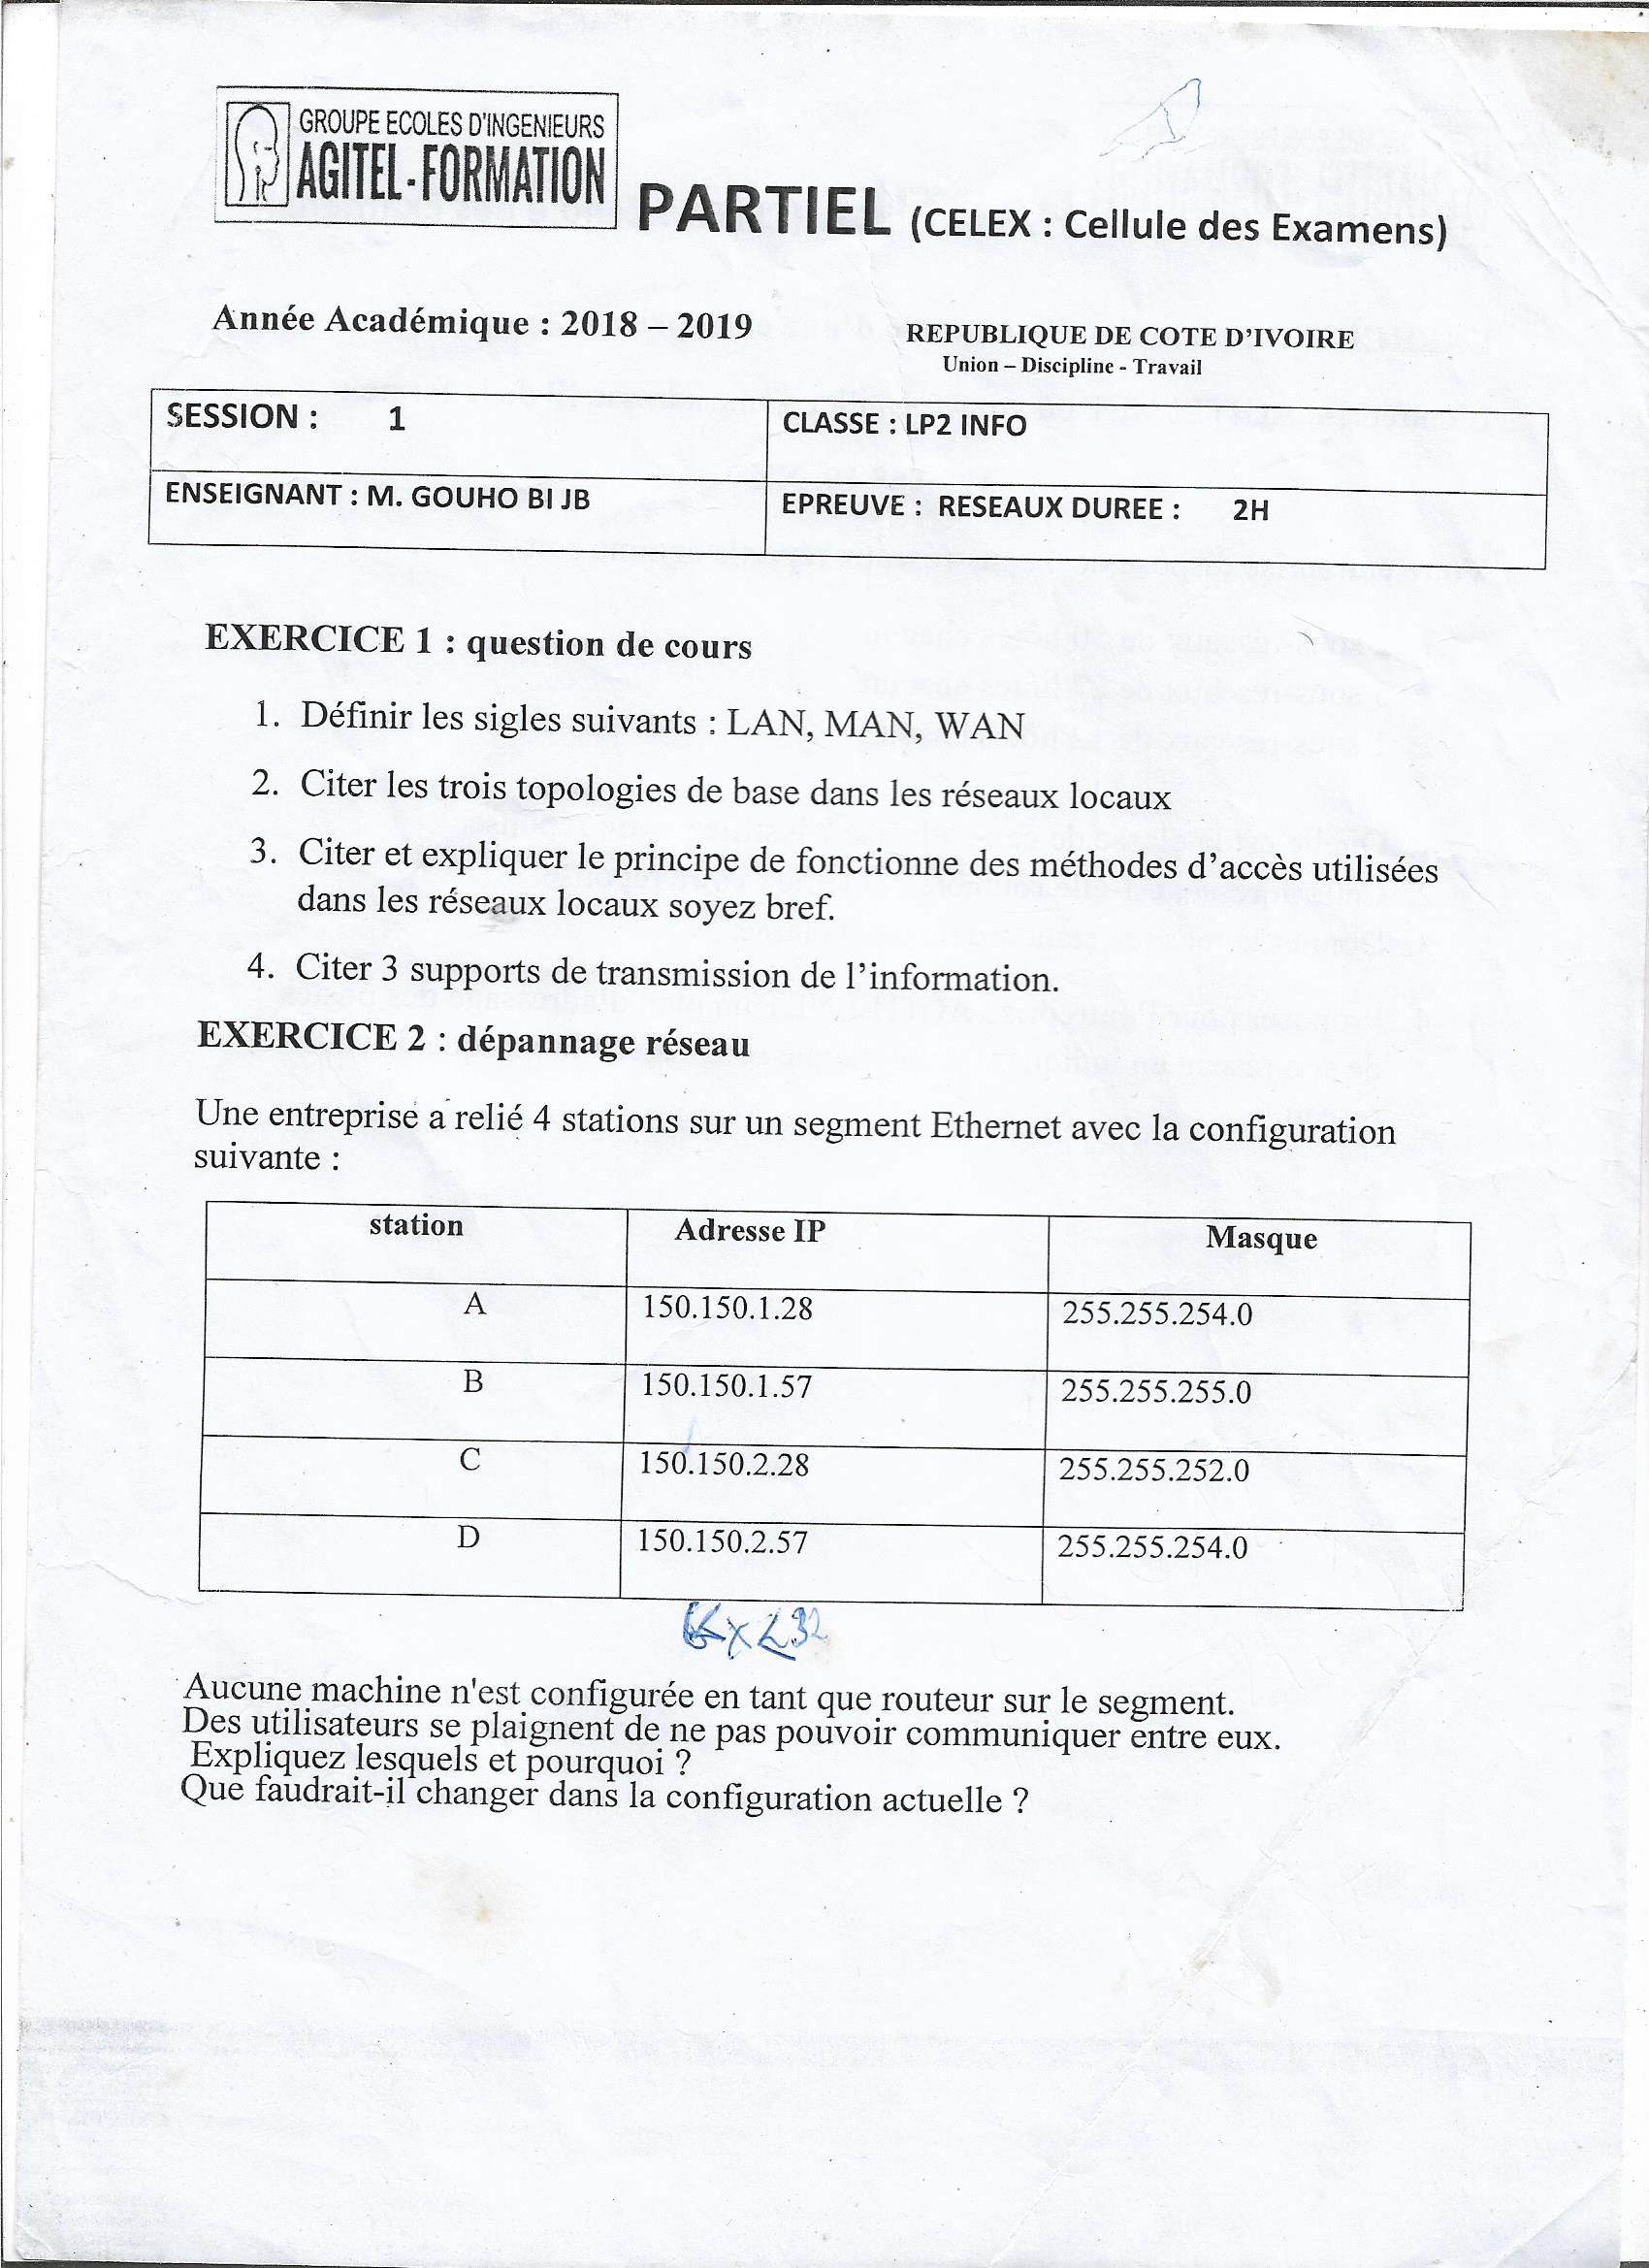 GROUPE ECOLES D'INGENIEURS
AGITEL-FORMATION
PARTIEL (CELEX : Cellule des Examens)
Année Académique : 2018 – 2019
REPUBLIQUE DE COTE D'IVOIRE
Union – Discipline - Travail
SESSION : 1
CLASSE : LP2 INFO
ENSEIGNANT : M. GOUHO BI JB
EPREUVE : RESEAUX DUREE : 2H
EXERCICE 1 : question de cours
1. Définir les sigles suivants : LAN, MAN, WAN
2. Citer les trois topologies de base dans les réseaux locaux
3. Citer et expliquer le principe de fonctionne des méthodes d'accès utilisées
dans les réseaux locaux soyez bref.
4. Citer 3 supports de transmission de l'information.
EXERCICE 2 : dépannage réseau
Une entreprise a relié 4 stations sur un segment Ethernet avec la configuration
suivante :
station Adresse IP Masque
A 150.150.1.28 255.255.254.0
B 150.150.1.57 255.255.255.0
C 150.150.2.28 255.255.252.0
D 150.150.2.57 255.255.254.0
Aucune machine n'est configurée en tant que routeur sur le segment.
Des utilisateurs se plaignent de ne pas pouvoir communiquer entre eux.
Expliquez lesquels et pourquoi ?
Que faudrait-il changer dans la configuration actuelle ?